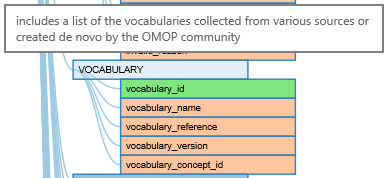 includes a list of the vocabularies collected from various sources or
created de novo by the OMOP community
VOCABULARY
vocabulary_id
vocabulary_name
vocabulary_reference
vocabulary_version
vocabulary_concept_id